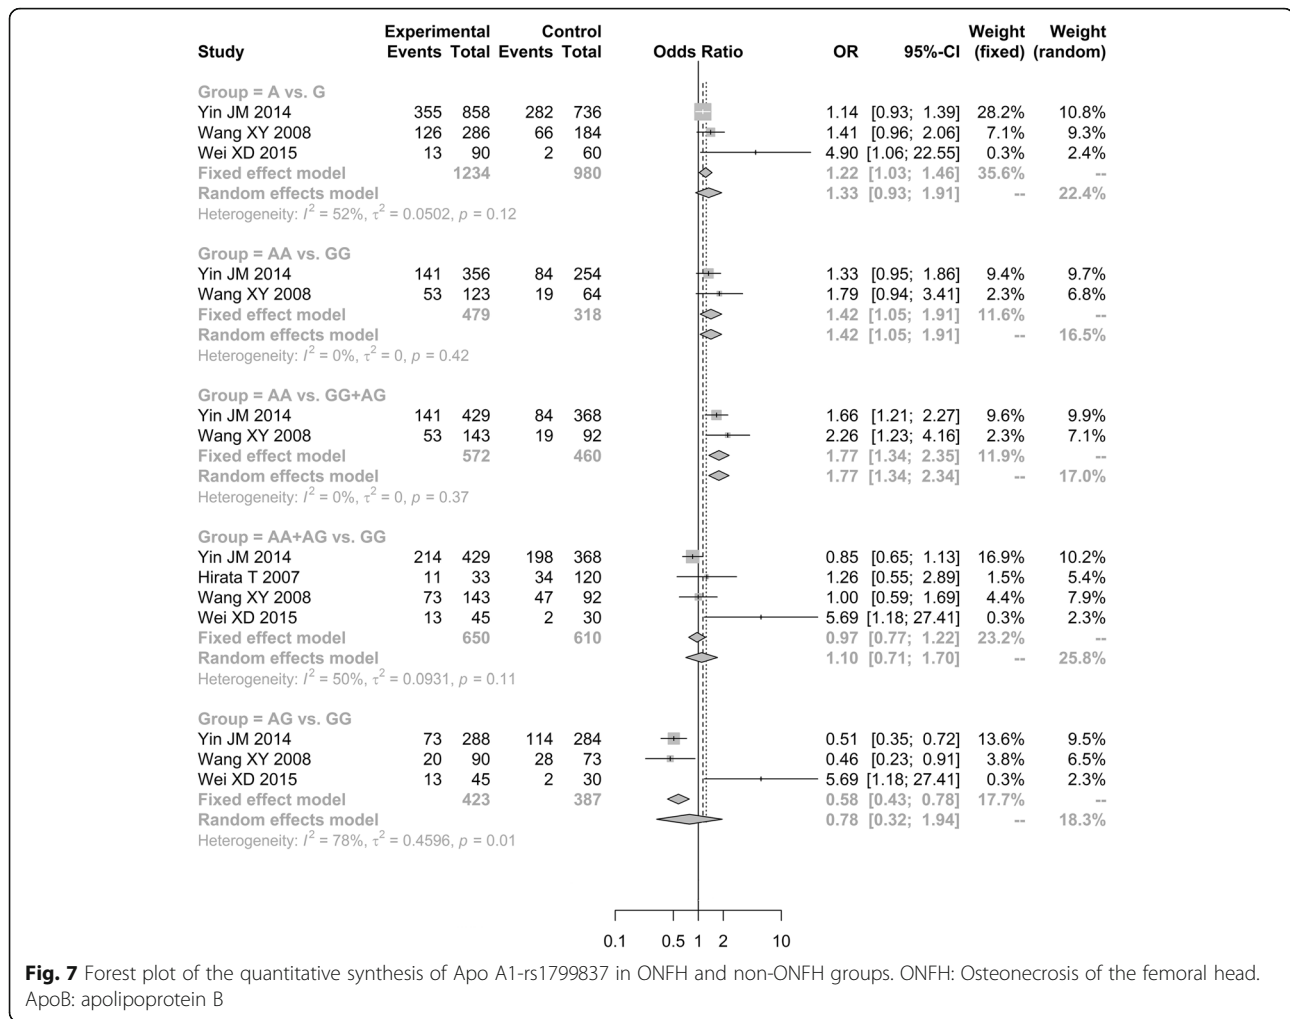 Experimental Control Weight Weight
Study Events Total Events Total Odds Ratio OR 95%-CI (fixed) (random)
Group = A vs. G
Yin JM 2014 355 858 282 736 1.14 [0.93; 1.39] 28.2% 10.8%
Wang XY 2008 126 286 66 184 1.41 [0.96; 2.06] 7.1% 9.3%
Wei XD 2015 13 90 2 60 4.90 [1.06; 22.55] 0.3% 2.4%
Fixed effect model 1234 980 1.22 [1.03; 1.46] 35.6% --
Random effects model 1.33 [0.93; 1.91] -- 22.4%
Heterogeneity: I² = 52%, τ² = 0.0502, p = 0.12
Group = AA vs. GG
Yin JM 2014 141 356 84 254 1.33 [0.95; 1.86] 9.4% 9.7%
Wang XY 2008 53 123 19 64 1.79 [0.94; 3.41] 2.3% 6.8%
Fixed effect model 479 318 1.42 [1.05; 1.91] 11.6% --
Random effects model 1.42 [1.05; 1.91] -- 16.5%
Heterogeneity: I² = 0%, τ² = 0, p = 0.42
Group = AA vs. GG+AG
Yin JM 2014 141 429 84 368 1.66 [1.21; 2.27] 9.6% 9.9%
Wang XY 2008 53 143 19 92 2.26 [1.23; 4.16] 2.3% 7.1%
Fixed effect model 572 460 1.77 [1.34; 2.35] 11.9% --
Random effects model 1.77 [1.34; 2.34] -- 17.0%
Heterogeneity: I² = 0%, τ² = 0, p = 0.37
Group = AA+AG vs. GG
Yin JM 2014 214 429 198 368 0.85 [0.65; 1.13] 16.9% 10.2%
Hirata T 2007 11 33 34 120 1.26 [0.55; 2.89] 1.5% 5.4%
Wang XY 2008 73 143 47 92 1.00 [0.59; 1.69] 4.4% 7.9%
Wei XD 2015 13 45 2 30 5.69 [1.18; 27.41] 0.3% 2.3%
Fixed effect model 650 610 0.97 [0.77; 1.22] 23.2% --
Random effects model 1.10 [0.71; 1.70] -- 25.8%
Heterogeneity: I² = 50%, τ² = 0.0931, p = 0.11
Group = AG vs. GG
Yin JM 2014 73 288 114 284 0.51 [0.35; 0.72] 13.6% 9.5%
Wang XY 2008 20 90 28 73 0.46 [0.23; 0.91] 3.8% 6.5%
Wei XD 2015 13 45 2 30 5.69 [1.18; 27.41] 0.3% 2.3%
Fixed effect model 423 387 0.58 [0.43; 0.78] 17.7% --
Random effects model 0.78 [0.32; 1.94] -- 18.3%
Heterogeneity: I² = 78%, τ² = 0.4596, p = 0.01
0.1 0.5 1 2 10
Fig. 7 Forest plot of the quantitative synthesis of Apo A1-rs1799837 in ONFH and non-ONFH groups. ONFH: Osteonecrosis of the femoral head.
ApoB: apolipoprotein B